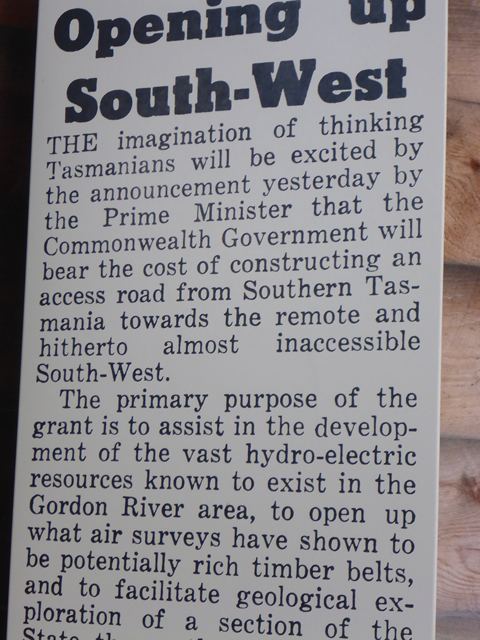 Opening up
South-West
THE imagination of thinking
Tasmanians will be excited by
the announcement yesterday by
the Prime Minister that the
Commonwealth Government will
bear the cost of constructing an
access road from Southern Tas-
mania towards the remote and
hitherto almost inaccessible
South-West.
The primary purpose of the
grant is to assist in the develop-
ment of the vast hydro-electric
resources known to exist in the
Gordon River area, to open up
what air surveys have shown to
be potentially rich timber belts,
and to facilitate geological ex-
ploration of a section of the
State